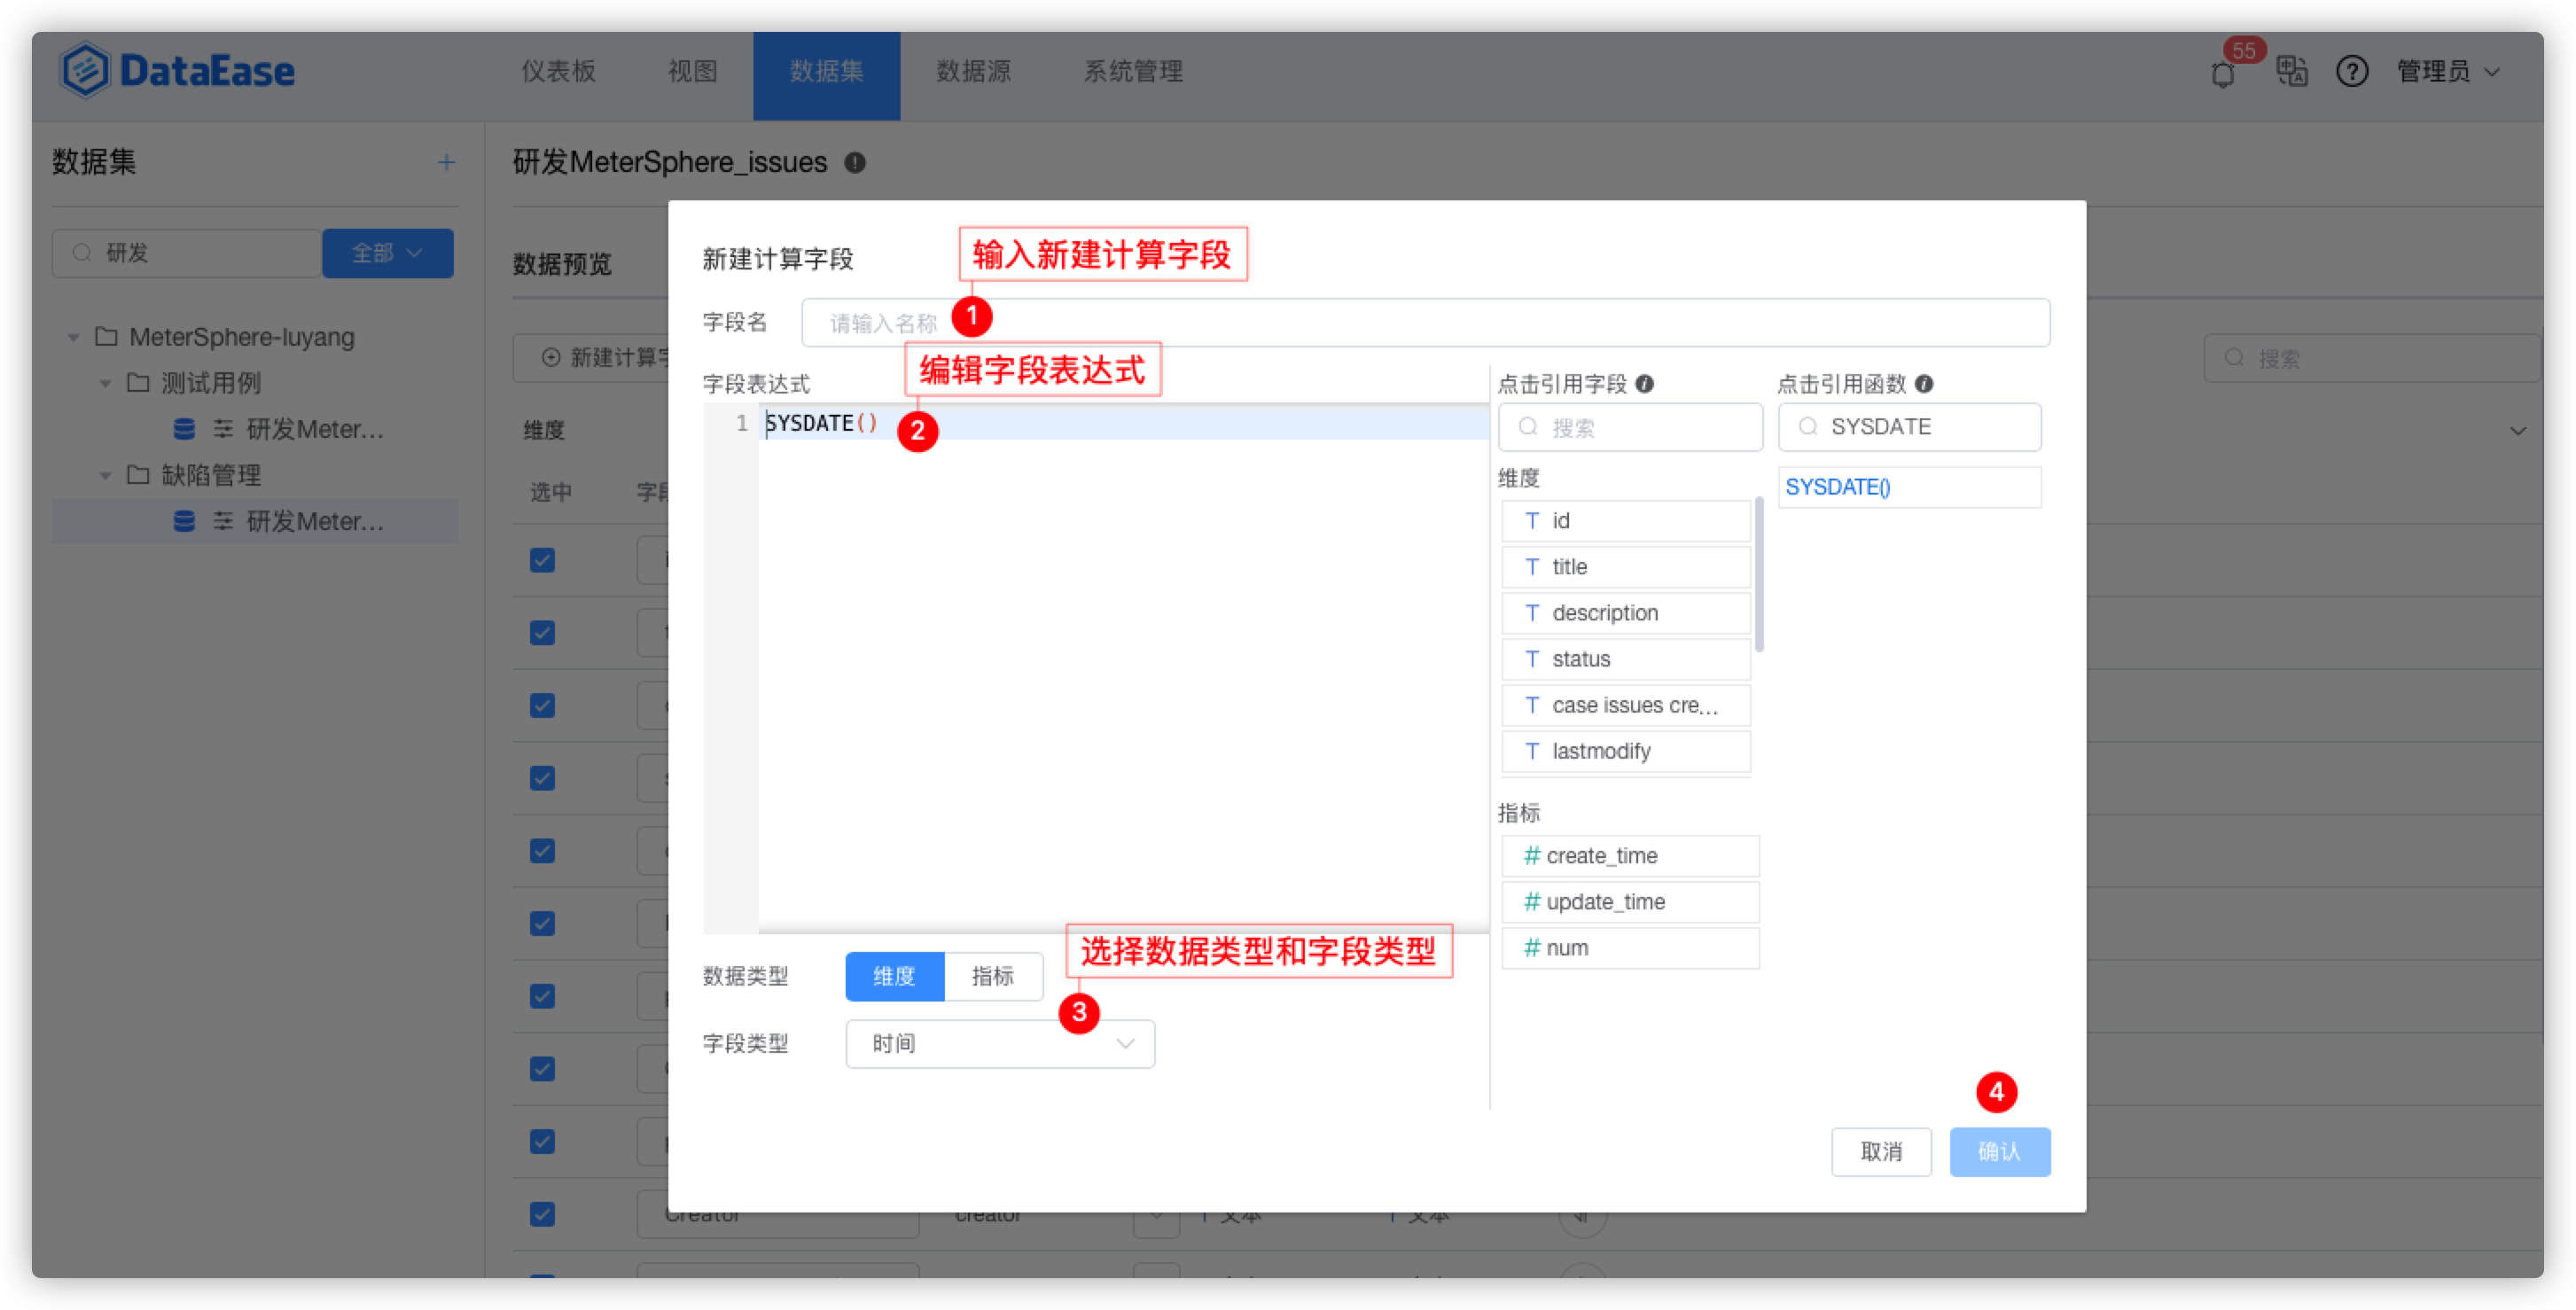 DataEase
仪表板
视图
数据集
数据源
系统管理
55
管理员
数据集
研发
全部
MeterSphere-luyang
测试用例
研发Meter...
缺陷管理
研发Meter...
研发MeterSphere_issues
数据预览
新建计算
搜索
维度
选中
新建计算字段
输入新建计算字段
字段名
请输入名称
1
编辑字段表达式
字段表达式
1 SYSDATE()
2
点击引用字段
搜索
维度
T id
T title
T description
T status
T case issues cre...
T lastmodify
指标
# create_time
# update_time
# num
点击引用函数
SYSDATE
SYSDATE()
选择数据类型和字段类型
3
数据类型
维度
指标
字段类型
时间
4
取消
确认
Creator
creator
T 文本
T 文本